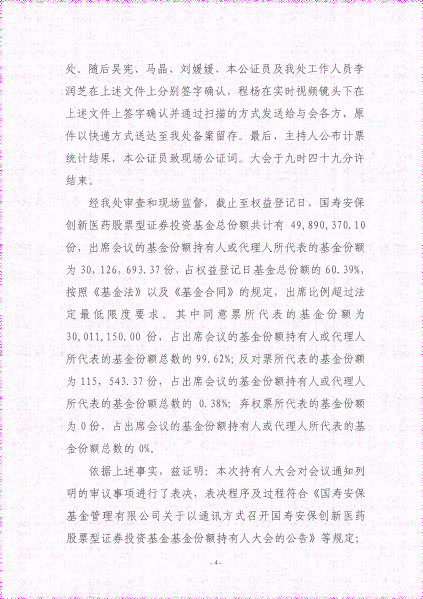 处。随后吴宪、马晶、刘媛媛、本公证员及我处工作人员李
润芝在上述文件上分别签字确认，程杨在实时视频镜头下在
上述文件上签字确认并通过扫描的方式发送给与会各方，原
件以快递方式送达至我处备案留存。最后，主持人公布计票
统计结果，本公证员致现场公证词。大会于九时四十九分许
结束。
经我处审查和现场监督，截止至权益登记日，国寿安保
创新医药股票型证券投资基金总份额共计有 49,890,370.10
份，出席会议的基金份额持有人或代理人所代表的基金份额
为 30,126,693.37 份，占权益登记日基金总份额的 60.39%，
按照《基金法》以及《基金合同》的规定，出席比例超过法
定最低限度要求。其中同意票所代表的基金份额为
30,011,150.00 份，占出席会议的基金份额持有人或代理人
所代表的基金份额总数的 99.62%；反对票所代表的基金份额
为 115,543.37 份，占出席会议的基金份额持有人或代理人
所代表的基金份额总数的 0.38%；弃权票所代表的基金份额
为 0 份，占出席会议的基金份额持有人或代理人所代表的基
金份额总数的 0%。
依据上述事实，兹证明：本次持有人大会对会议通知列
明的审议事项进行了表决，表决程序及过程符合《国寿安保
基金管理有限公司关于以通讯方式召开国寿安保创新医药
股票型证券投资基金基金份额持有人大会的公告》等规定；
- 4 -